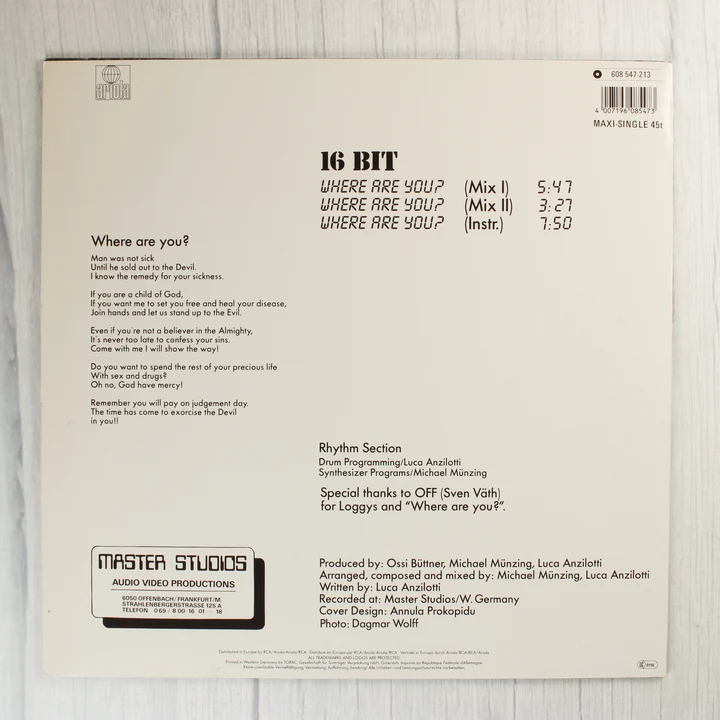 ariola
608 547-213
4 007196 085473
MAXI-SINGLE 45t
16 BIT
WHERE ARE YOU? (Mix I) 5:47
WHERE ARE YOU? (Mix II) 3:27
WHERE ARE YOU? (Instr.) 7:50
Where are you?
Man was not sick
Until he sold out to the Devil.
I know the remedy for your sickness.
If you are a child of God,
If you want me to set you free and heal your disease,
Join hands and let us stand up to the Evil.
Even if you're not a believer in the Almighty,
It's never too late to confess your sins.
Come with me I will show the way!
Do you want to spend the rest of your precious life
With sex and drugs?
Oh no, God have mercy!
Remember you will pay on judgement day.
The time has come to exorcise the Devil
in you!!
Rhythm Section
Drum Programming/Luca Anzilotti
Synthesizer Programs/Michael Münzing
Special thanks to OFF (Sven Väth)
for Loggys and "Where are you?".
MASTER STUDIOS
AUDIO VIDEO PRODUCTIONS
6050 OFFENBACH/FRANKFURT/M.
STRAHLENBERGERSTRASSE 125 A
TELEFON 069/8 00 16 01 - 18
Produced by: Ossi Büttner, Michael Münzing, Luca Anzilotti
Arranged, composed and mixed by: Michael Münzing, Luca Anzilotti
Written by: Luca Anzilotti
Recorded at: Master Studios/W. Germany
Cover Design: Annula Prokopidu
Photo: Dagmar Wolff
ALL TRADEMARKS AND LOGOS ARE PROTECTED.